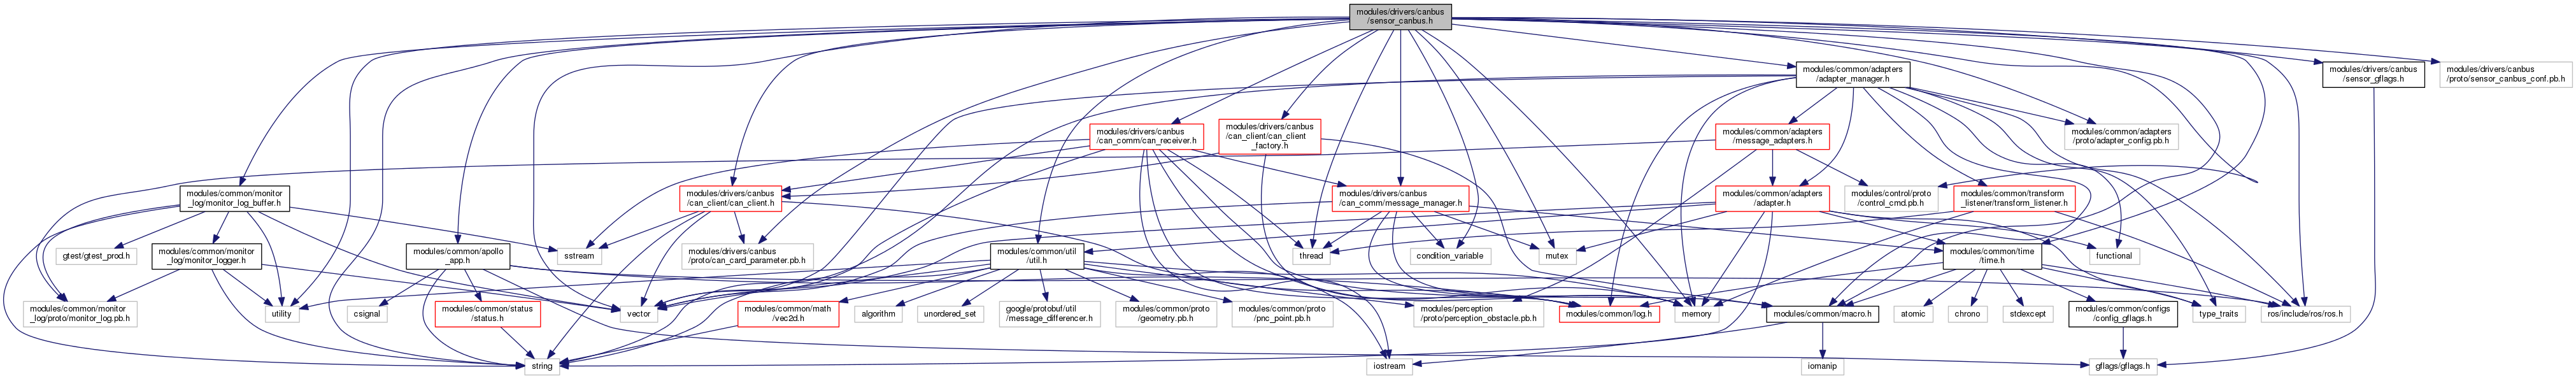 modules/drivers/canbus
/sensor_canbus.h
modules/common/adapters
/adapter_manager.h
modules/drivers/canbus
/sensor_gflags.h
modules/drivers/canbus
/proto/sensor_canbus_conf.pb.h
modules/drivers/canbus
/can_comm/can_receiver.h
modules/drivers/canbus
/can_client/can_client
_factory.h
modules/common/adapters
/message_adapters.h
modules/common/adapters
/proto/adapter_config.pb.h
modules/common/monitor
_log/monitor_log_buffer.h
modules/drivers/canbus
/can_client/can_client.h
modules/drivers/canbus
/can_comm/message_manager.h
modules/common/adapters
/adapter.h
modules/control/proto
/control_cmd.pb.h
modules/common/transform
_listener/transform_listener.h
gtest/gtest_prod.h
modules/common/monitor
_log/monitor_logger.h
modules/common/apollo
_app.h
sstream
modules/drivers/canbus
/proto/can_card_parameter.pb.h
modules/common/util
/util.h
thread
condition_variable
mutex
modules/common/time
/time.h
functional
modules/common/monitor
_log/proto/monitor_log.pb.h
utility
csignal
modules/common/status
/status.h
vector
modules/common/math
/vec2d.h
algorithm
unordered_set
google/protobuf/util
/message_differencer.h
modules/common/proto
/geometry.pb.h
modules/common/proto
/pnc_point.pb.h
modules/perception
/proto/perception_obstacle.pb.h
modules/common/log.h
memory
modules/common/macro.h
atomic
chrono
stdexcept
modules/common/configs
/config_gflags.h
type_traits
ros/include/ros/ros.h
string
iostream
iomanip
gflags/gflags.h